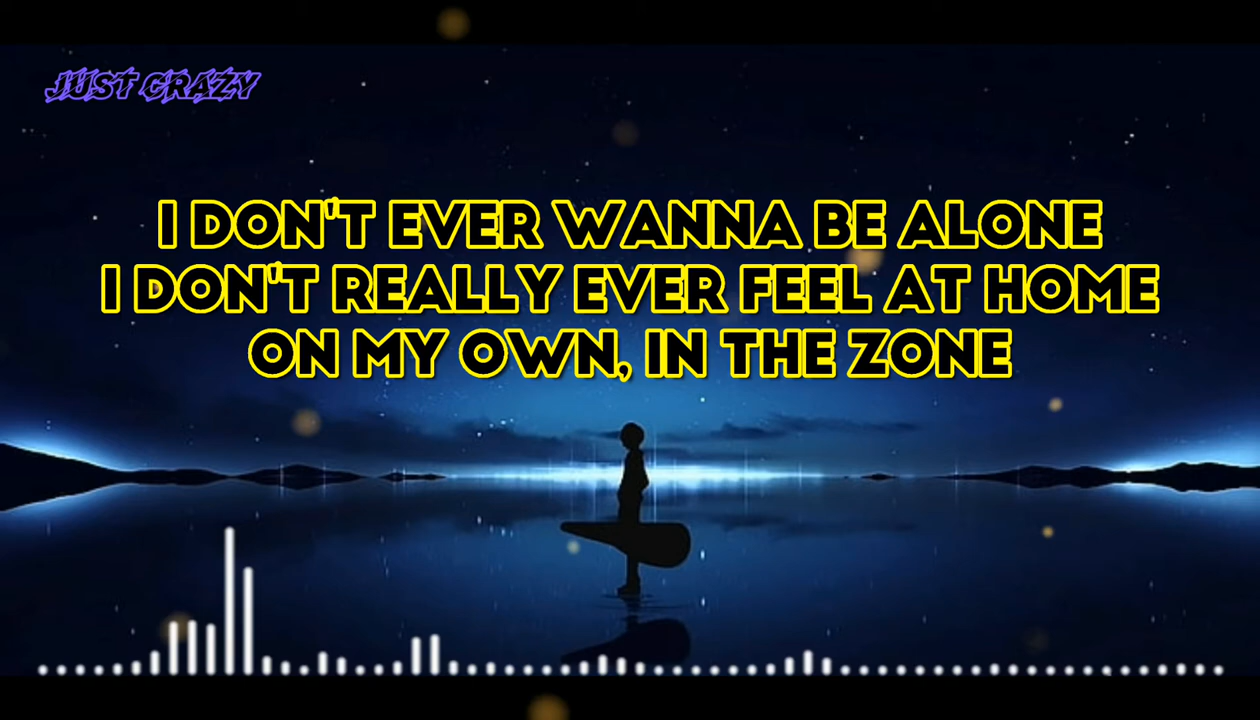 JUST CRAZY
I DON'T EVER WANNA BE ALONE
I DON'T REALLY EVER FEEL AT HOME
ON MY OWN, IN THE ZONE